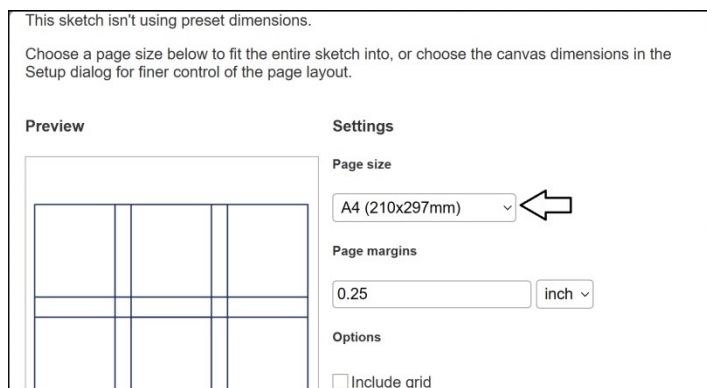 This sketch isn't using preset dimensions.
Choose a page size below to fit the entire sketch into, or choose the canvas dimensions in the
Setup dialog for finer control of the page layout.
Preview
Settings
Page size
A4 (210x297mm)
Page margins
0.25
inch
Options
Include grid